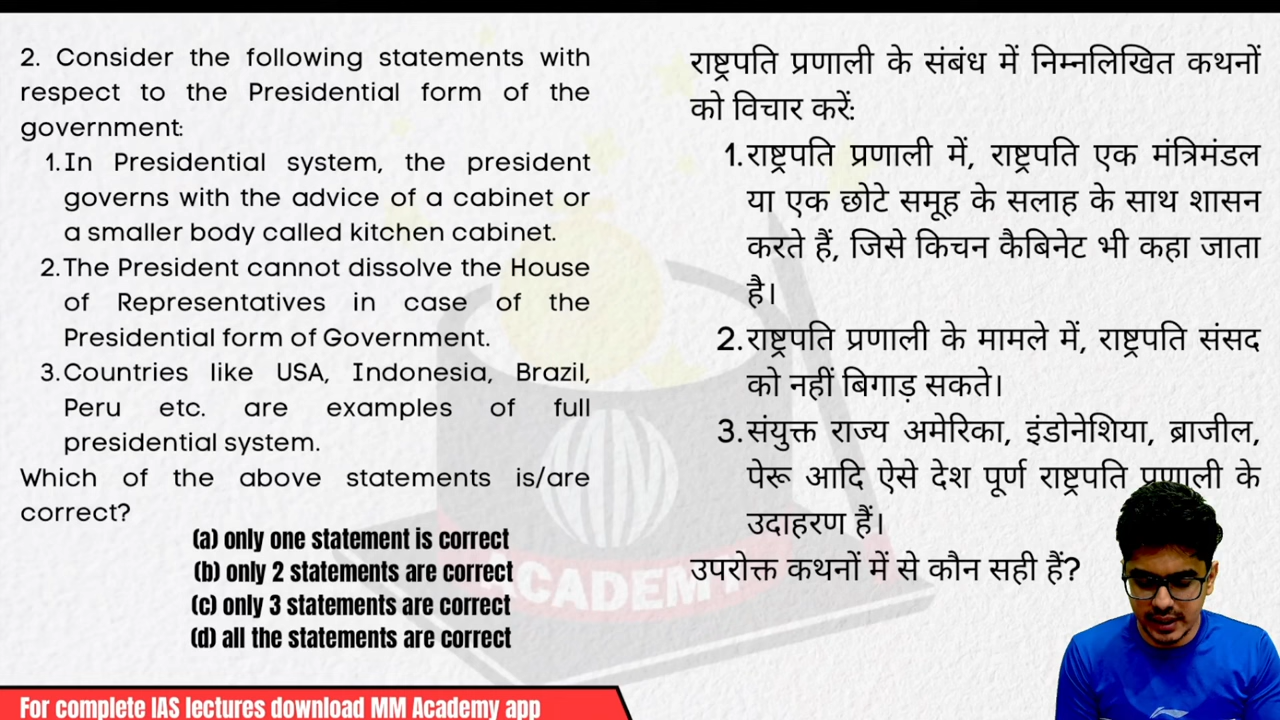 2. Consider the following statements with
respect to the Presidential form of the
government:
1.In Presidential system, the president
governs with the advice of a cabinet or
a smaller body called kitchen cabinet.
2.The President cannot dissolve the House
of Representatives in case of the
Presidential form of Government.
3.Countries like USA, Indonesia, Brazil,
Peru etc. are examples of full
presidential system.
Which of the above statements is/are
correct?
(a) only one statement is correct
(b) only 2 statements are correct
(c) only 3 statements are correct
(d) all the statements are correct
राष्ट्रपति प्रणाली के संबंध में निम्नलिखित कथनों
को विचार करें:
1.राष्ट्रपति प्रणाली में, राष्ट्रपति एक मंत्रिमंडल
या एक छोटे समूह के सलाह के साथ शासन
करते हैं, जिसे किचन कैबिनेट भी कहा जाता
है।
2.राष्ट्रपति प्रणाली के मामले में, राष्ट्रपति संसद
को नहीं बिगाड़ सकते।
3.संयुक्त राज्य अमेरिका, इंडोनेशिया, ब्राजील,
पेरू आदि ऐसे देश पूर्ण राष्ट्रपति प्रणाली के
उदाहरण हैं।
उपरोक्त कथनों में से कौन सही हैं?
ACADEMY
For complete IAS lectures download MM Academy app